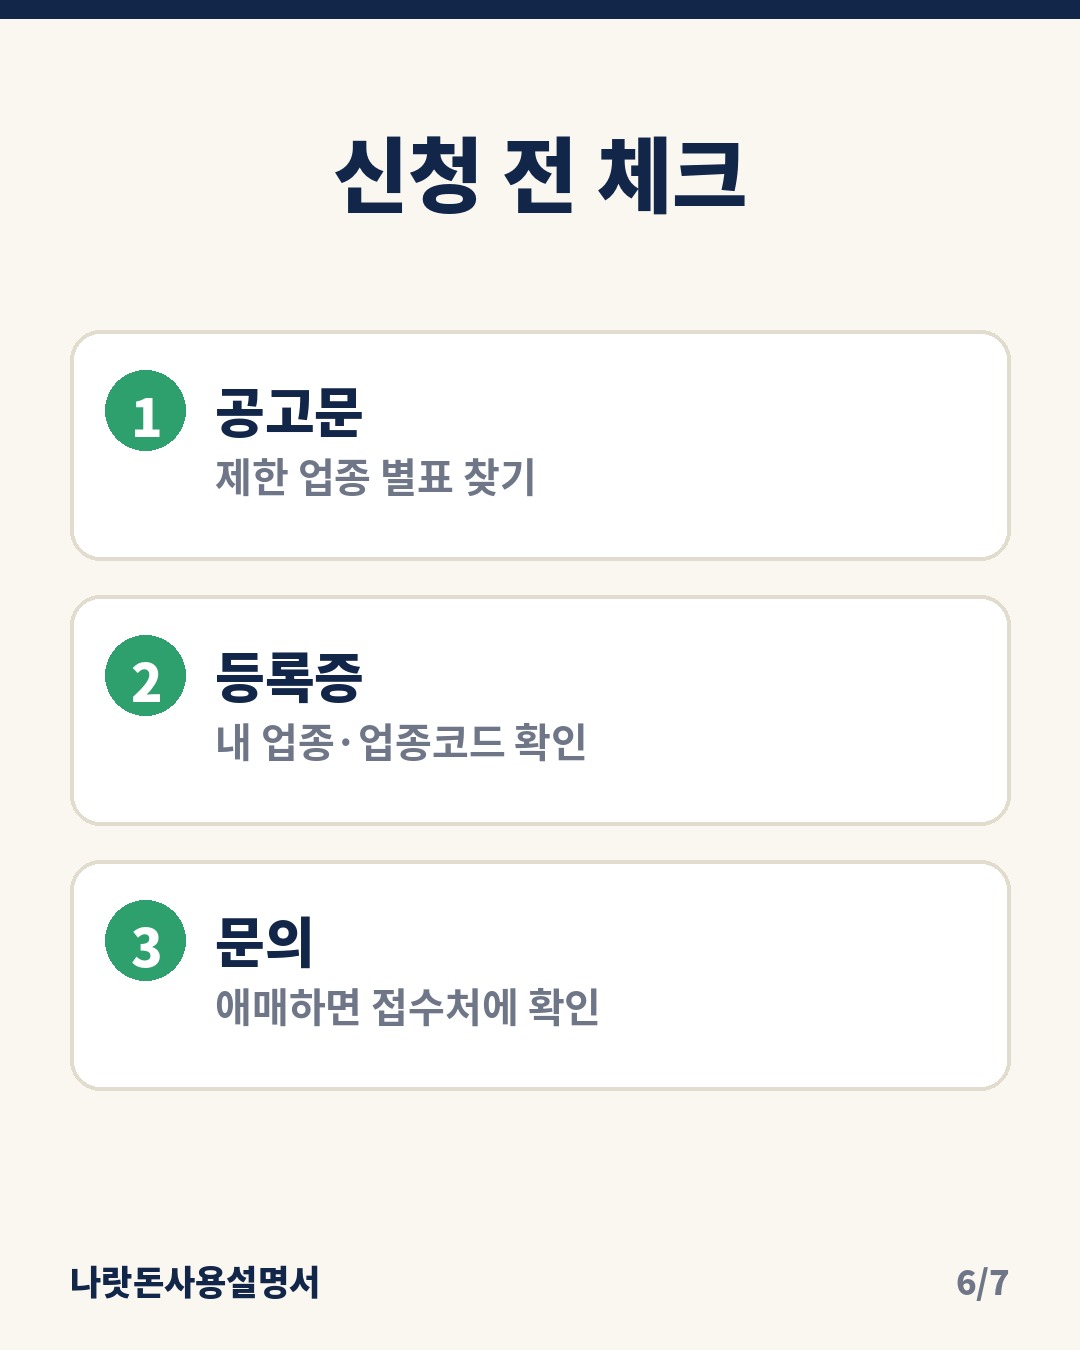 신청 전 체크
1
공고문
제한 업종 별표 찾기
2
등록증
내 업종·업종코드 확인
3
문의
애매하면 접수처에 확인
나랏돈사용설명서
6/7